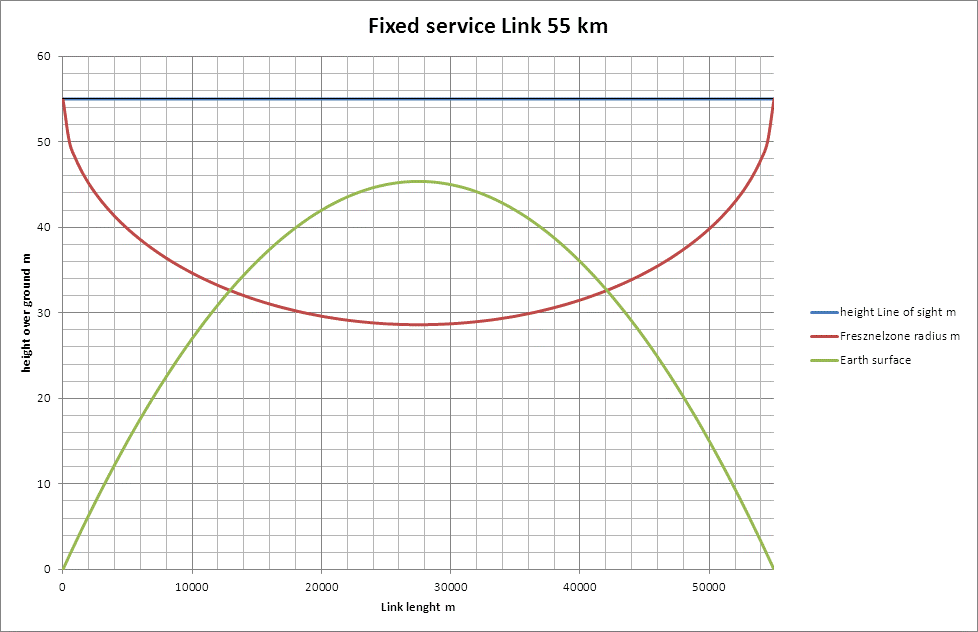 Fixed service Link 55 km
60
50
40
30
20
10
0
height over ground m
0 10000 20000 30000 40000 50000
Link lenght m
height Line of sight m
Fresznelzone radius m
Earth surface